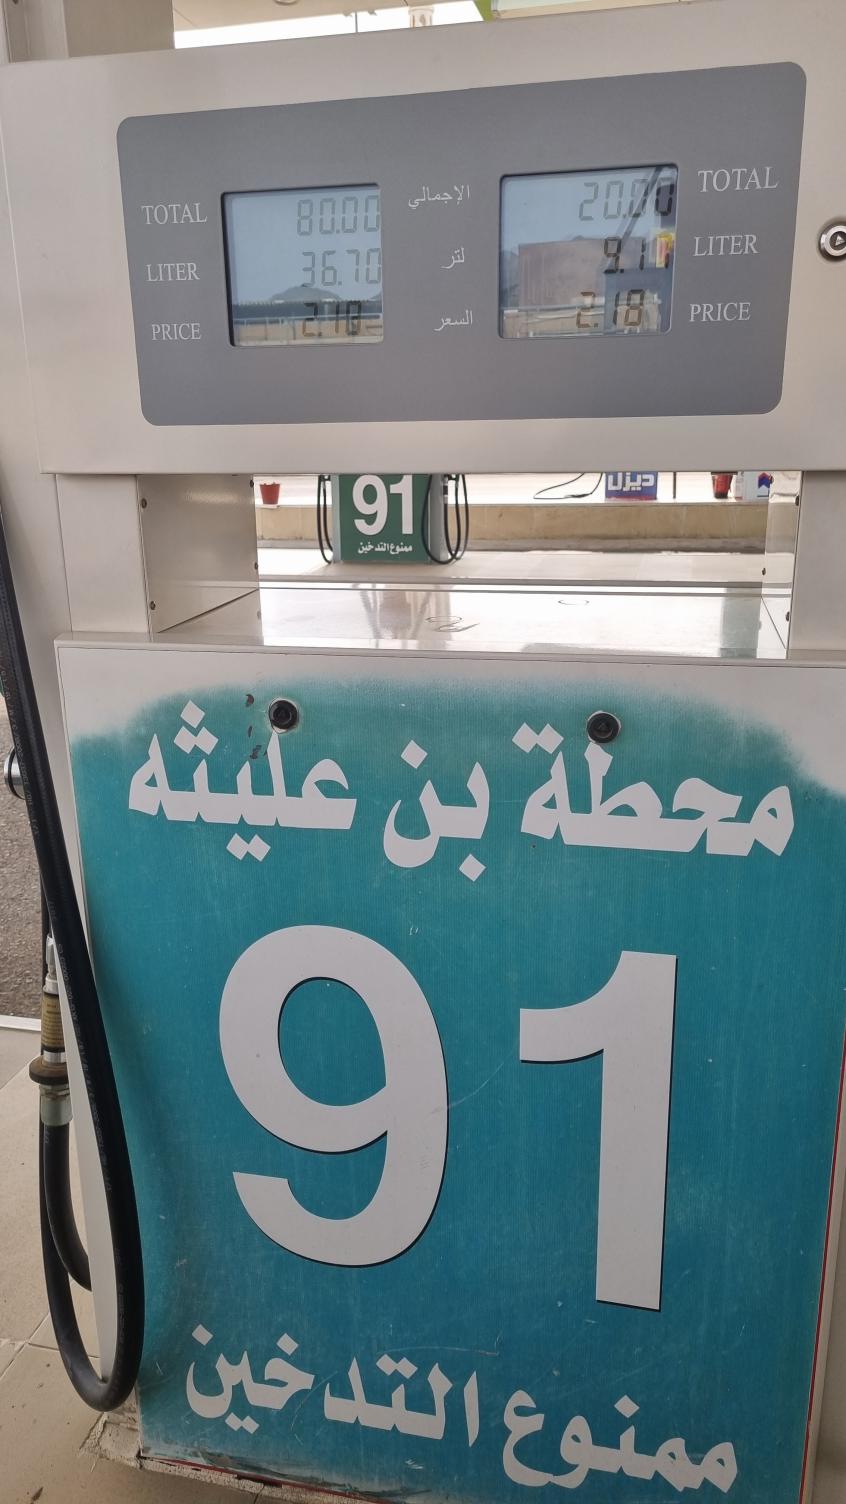 TOTAL 80.00 الإجمالي 20.00 TOTAL
LITER 36.70 لتر 9.17 LITER
PRICE 2.18 السعر 2.18 PRICE
91
ممنوع التدخين
ديزل
محطة بن عليثه
91
ممنوع التدخين